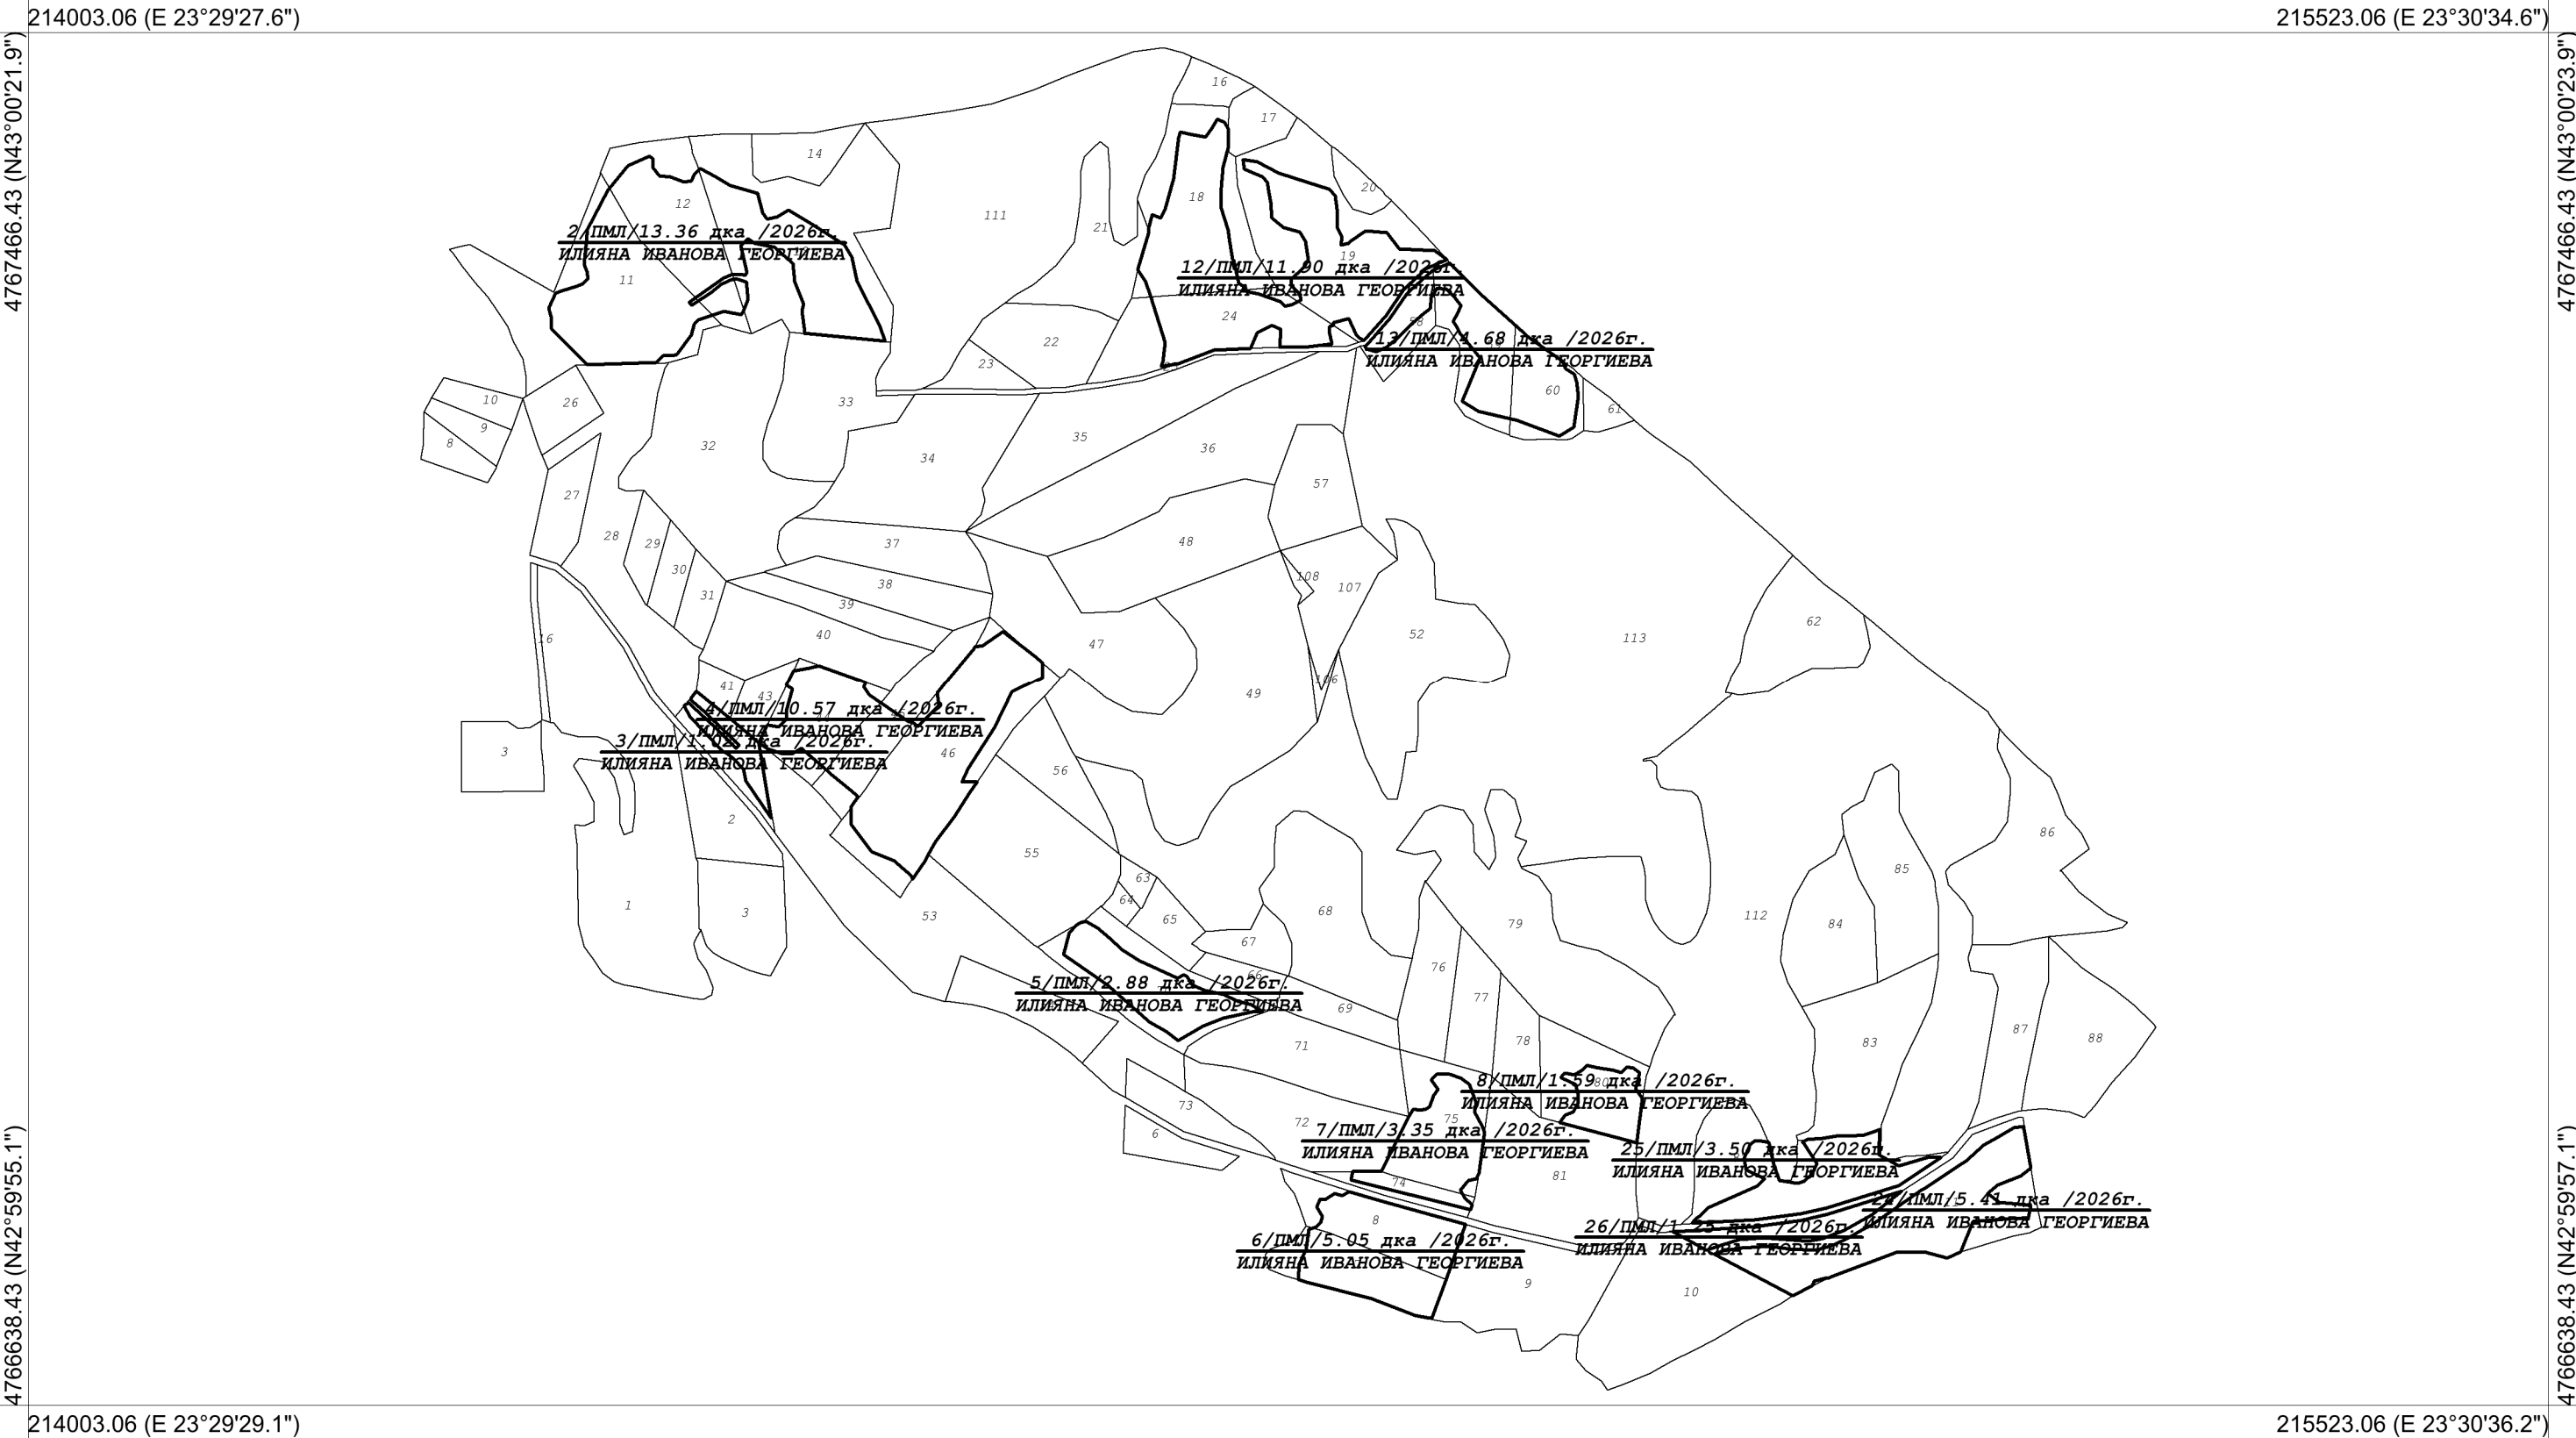 214003.06 (E 23°29'27.6")
215523.06 (E 23°30'34.6")
4767466.43 (N43°00'21.9")
4767466.43 (N43°00'23.9")
16
17
14
20
18
12
111
21
2/ПМЛ/13.36 дка /2026г.
ИЛИЯНА ИВАНОВА ГЕОРГИЕВА
19
12/ПМЛ/11.90 дка /2026г.
ИЛИЯНА ИВАНОВА ГЕОРГИЕВА
11
24
58
22
13/ПМЛ/4.68 дка /2026г.
ИЛИЯНА ИВАНОВА ГЕОРГИЕВА
23
60
10
26
33
61
9
8
32
35
36
34
57
27
28
29
37
48
30
38
108
107
31
39
40
16
47
52
113
62
41
43
106
49
4/ПМЛ/10.57 дка /2026г.
ИЛИЯНА ИВАНОВА ГЕОРГИЕВА
3/ПМЛ/1.02 дка /2026г.
ИЛИЯНА ИВАНОВА ГЕОРГИЕВА
3
46
56
2
86
55
85
63
64
1
3
53
65
68
112
79
84
67
76
66
5/ПМЛ/2.88 дка /2026г.
ИЛИЯНА ИВАНОВА ГЕОРГИЕВА
77
69
87
88
71
78
83
8/ПМЛ/1.59 дка /2026г.
ИЛИЯНА ИВАНОВА ГЕОРГИЕВА
80
73
72
75
7/ПМЛ/3.35 дка /2026г.
ИЛИЯНА ИВАНОВА ГЕОРГИЕВА
6
25/ПМЛ/3.50 дка /2026г.
ИЛИЯНА ИВАНОВА ГЕОРГИЕВА
81
74
24/ПМЛ/5.41 дка /2026г.
ИЛИЯНА ИВАНОВА ГЕОРГИЕВА
8
26/ПМЛ/1.25 дка /2026г.
ИЛИЯНА ИВАНОВА ГЕОРГИЕВА
6/ПМЛ/5.05 дка /2026г.
ИЛИЯНА ИВАНОВА ГЕОРГИЕВА
9
10
4766638.43 (N42°59'55.1")
4766638.43 (N42°59'57.1")
214003.06 (E 23°29'29.1")
215523.06 (E 23°30'36.2")